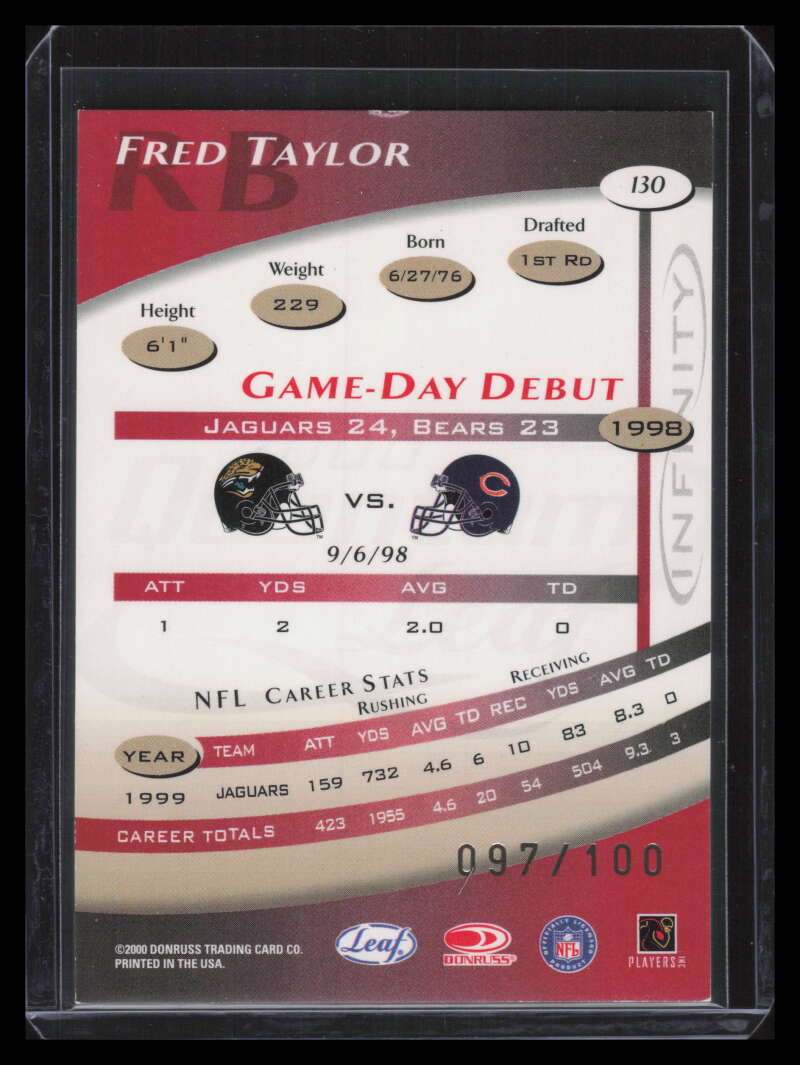 RB
FRED TAYLOR
130
Height
6'1"
Weight
229
Born
6/27/76
Drafted
1ST RD
INFINITY
GAME-DAY DEBUT
JAGUARS 24, BEARS 23
1998
VS.
9/6/98
ATT YDS AVG TD
1 2 2.0 0
NFL CAREER STATS
RUSHING RECEIVING
YEAR TEAM ATT YDS AVG TD REC YDS AVG TD
1999 JAGUARS 159 732 4.6 6 10 83 8.3 0
CAREER TOTALS 423 1955 4.6 20 54 504 9.3 3
097/100
©2000 DONRUSS TRADING CARD CO.
PRINTED IN THE USA.
Leaf
DONRUSS
OFFICIALLY LICENSED
NFL
PRODUCT
PLAYERS INC